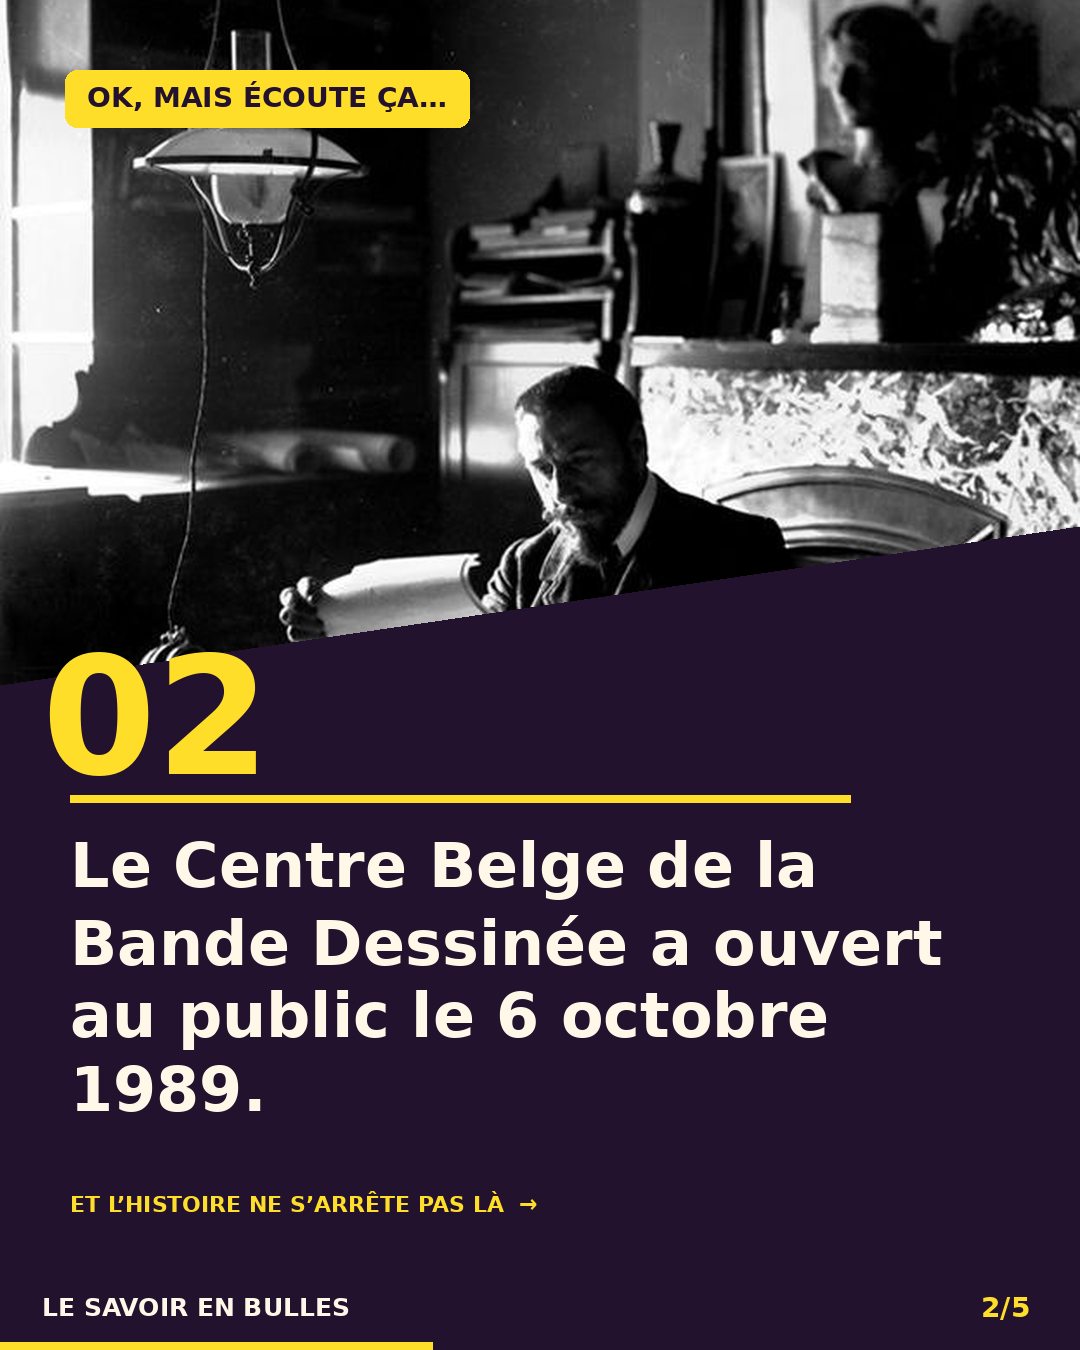 OK, MAIS ÉCOUTE ÇA…
02
Le Centre Belge de la
Bande Dessinée a ouvert
au public le 6 octobre
1989.
ET L’HISTOIRE NE S’ARRÊTE PAS LÀ →
LE SAVOIR EN BULLES
2/5